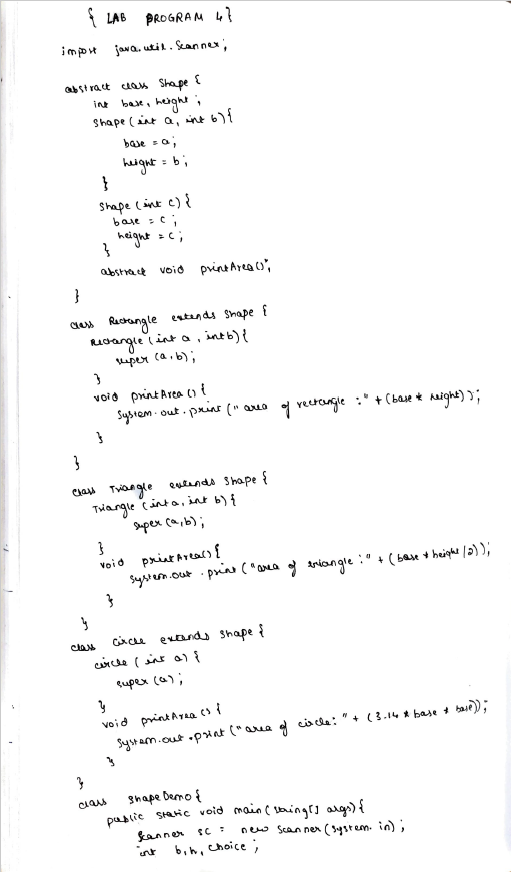 { LAB PROGRAM 4}
import java.util.Scanner;
abstract class Shape {
int base, height;
Shape (int a, int b){
base = a;
height = b;
}
Shape (int c) {
base = c;
height = c;
}
abstract void printArea();
}
class Rectangle extends Shape {
Rectangle (int a, int b){
super (a,b);
}
void printArea () {
System.out.print ("area of rectangle :" + (base * height));
}
}
class Triangle extends Shape {
Triangle (int a, int b) {
super (a,b);
}
void printArea() {
System.out.print ("area of triangle :" + (base * height /2));
}
}
class circle extends Shape {
circle (int a) {
super (a);
}
void printArea () {
System.out.print ("area of circle: " + (3.14 * base * base));
}
}
class ShapeDemo {
public static void main (String[] args) {
Scanner sc = new Scanner (System.in);
int b, h, choice ;